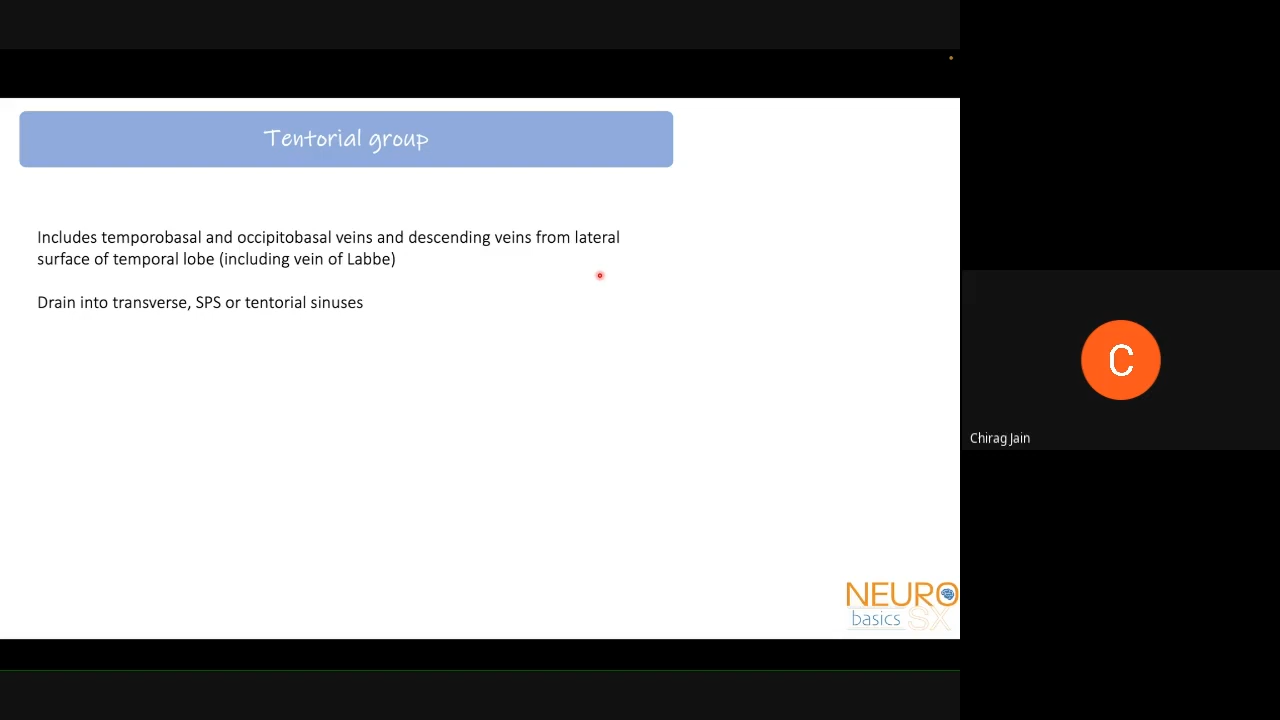 Tentorial group
Includes temporobasal and occipitobasal veins and descending veins from lateral
surface of temporal lobe (including vein of Labbe)
Drain into transverse, SPS or tentorial sinuses
C
Chirag Jain
NEURO
basics SX